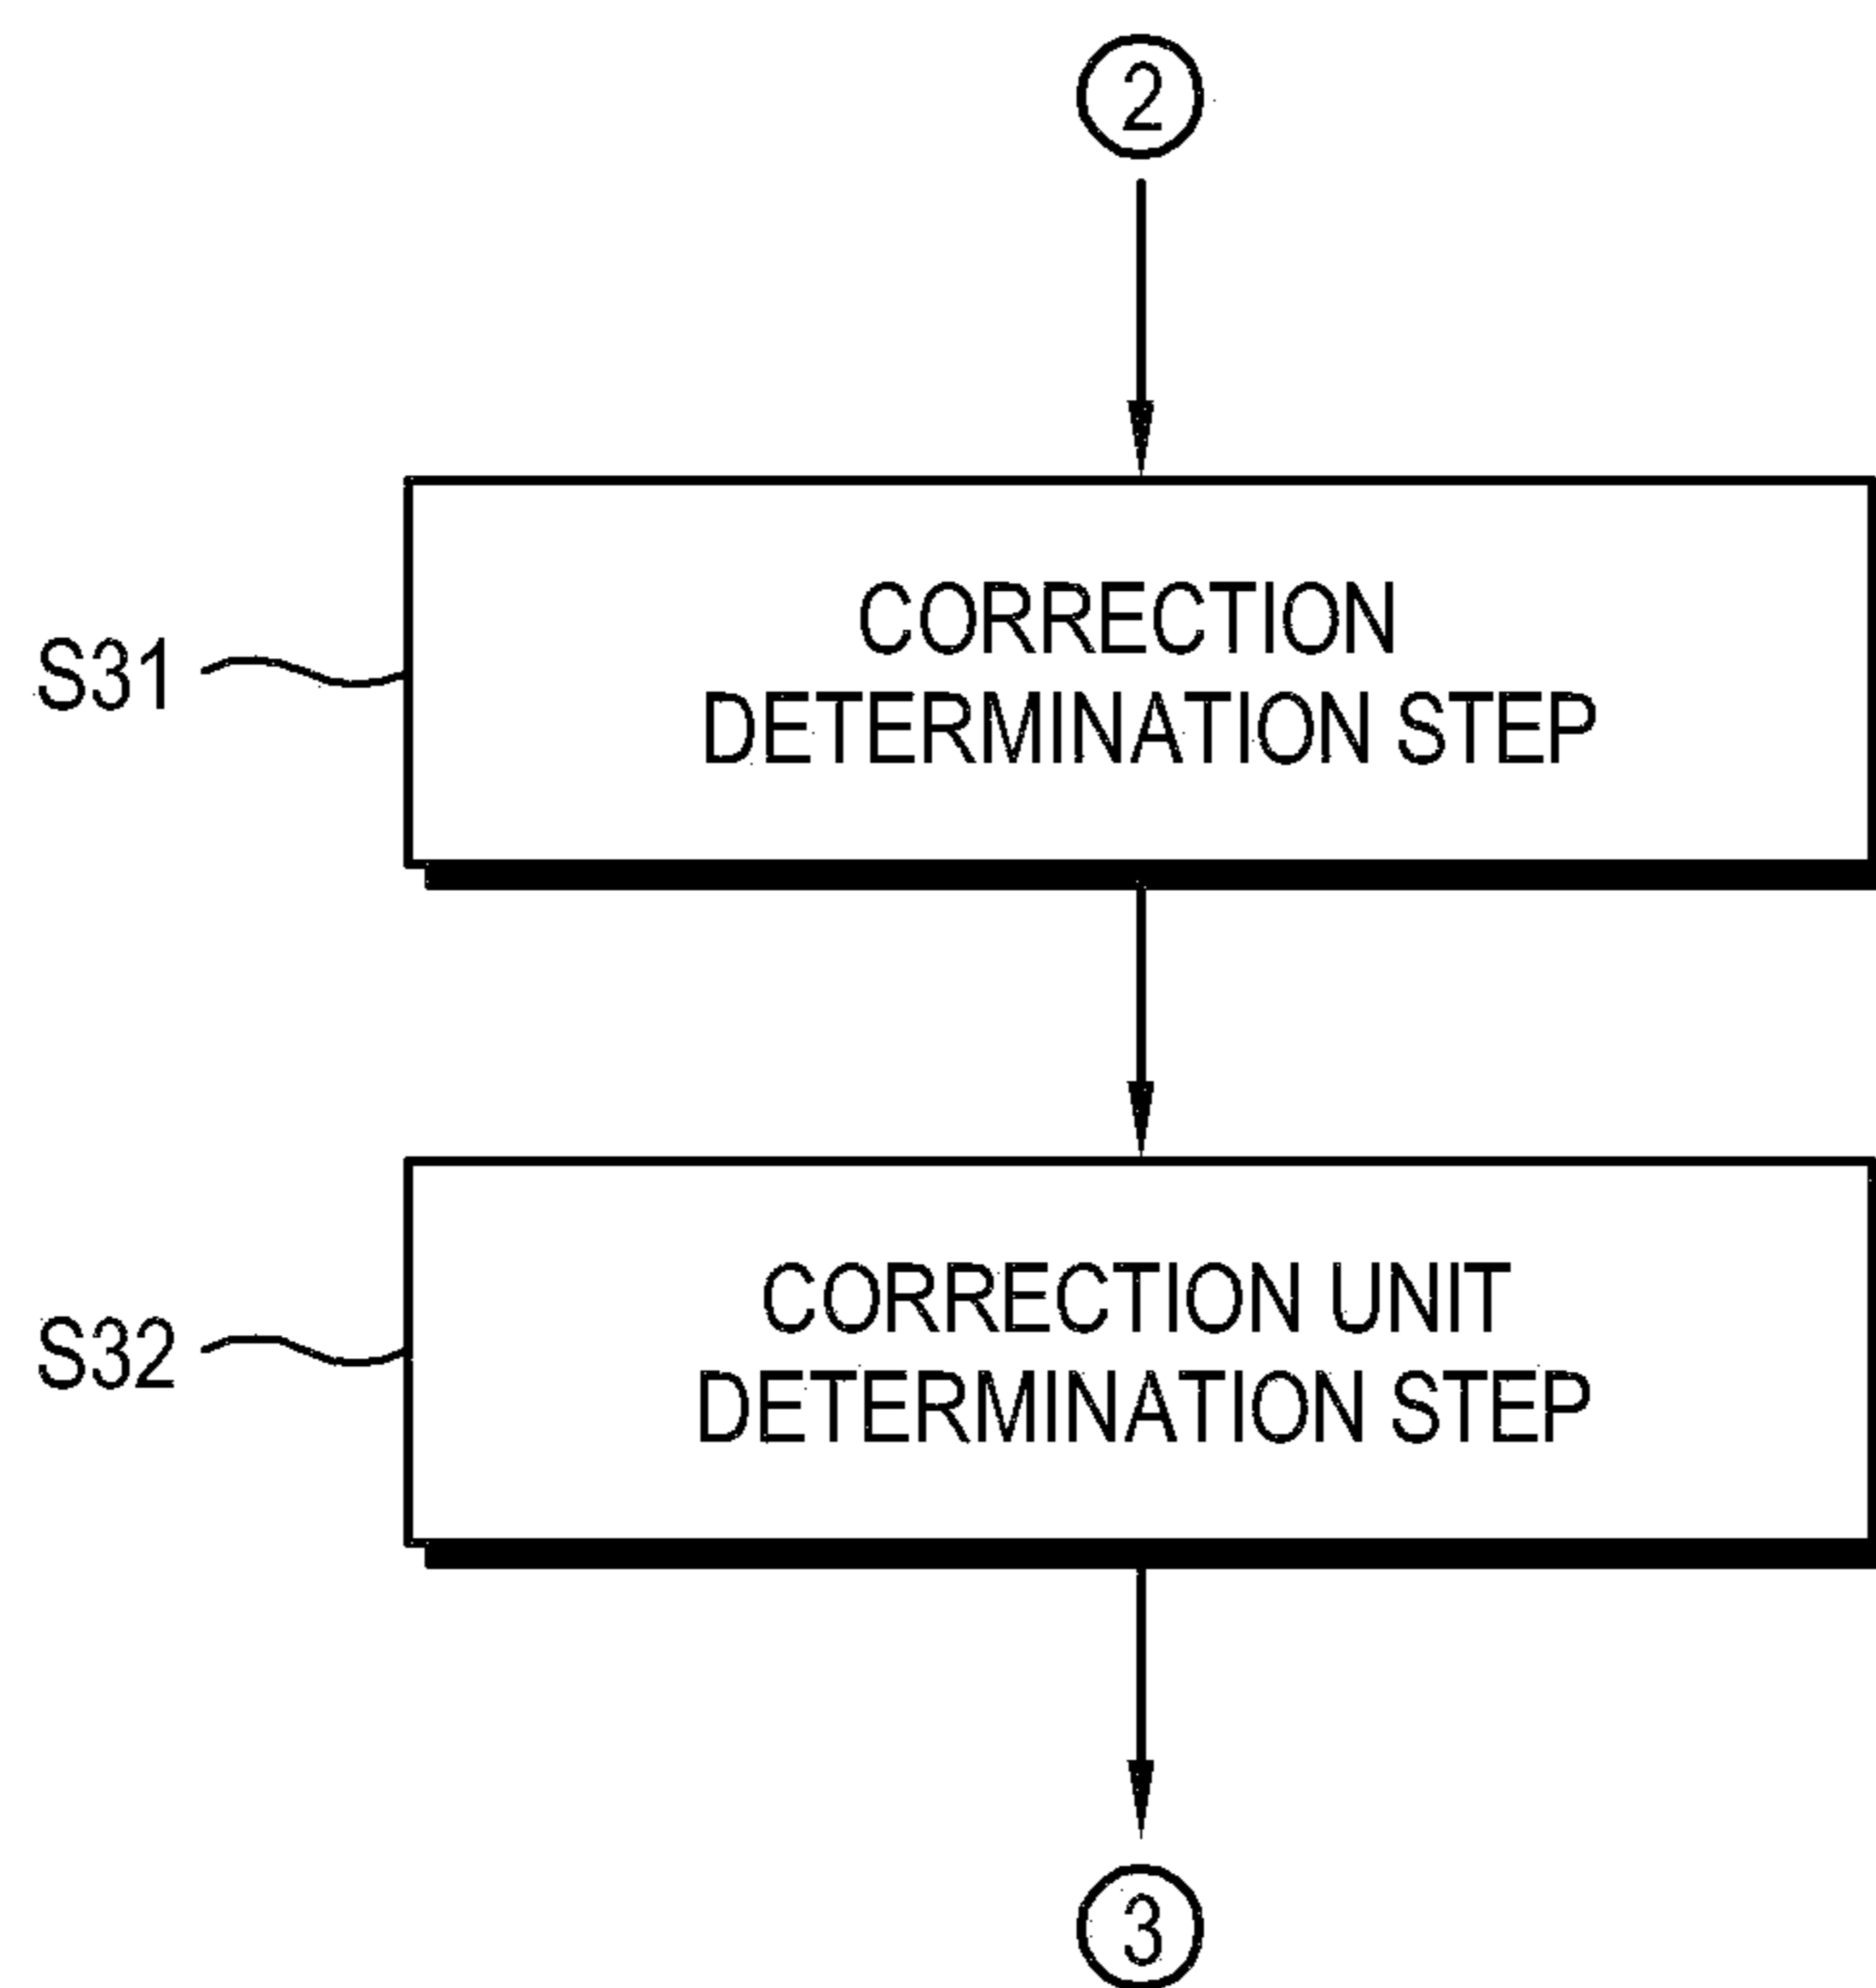 2
CORRECTION
S31
DETERMINATION STEP
CORRECTION UNIT
S32
DETERMINATION STEP
3